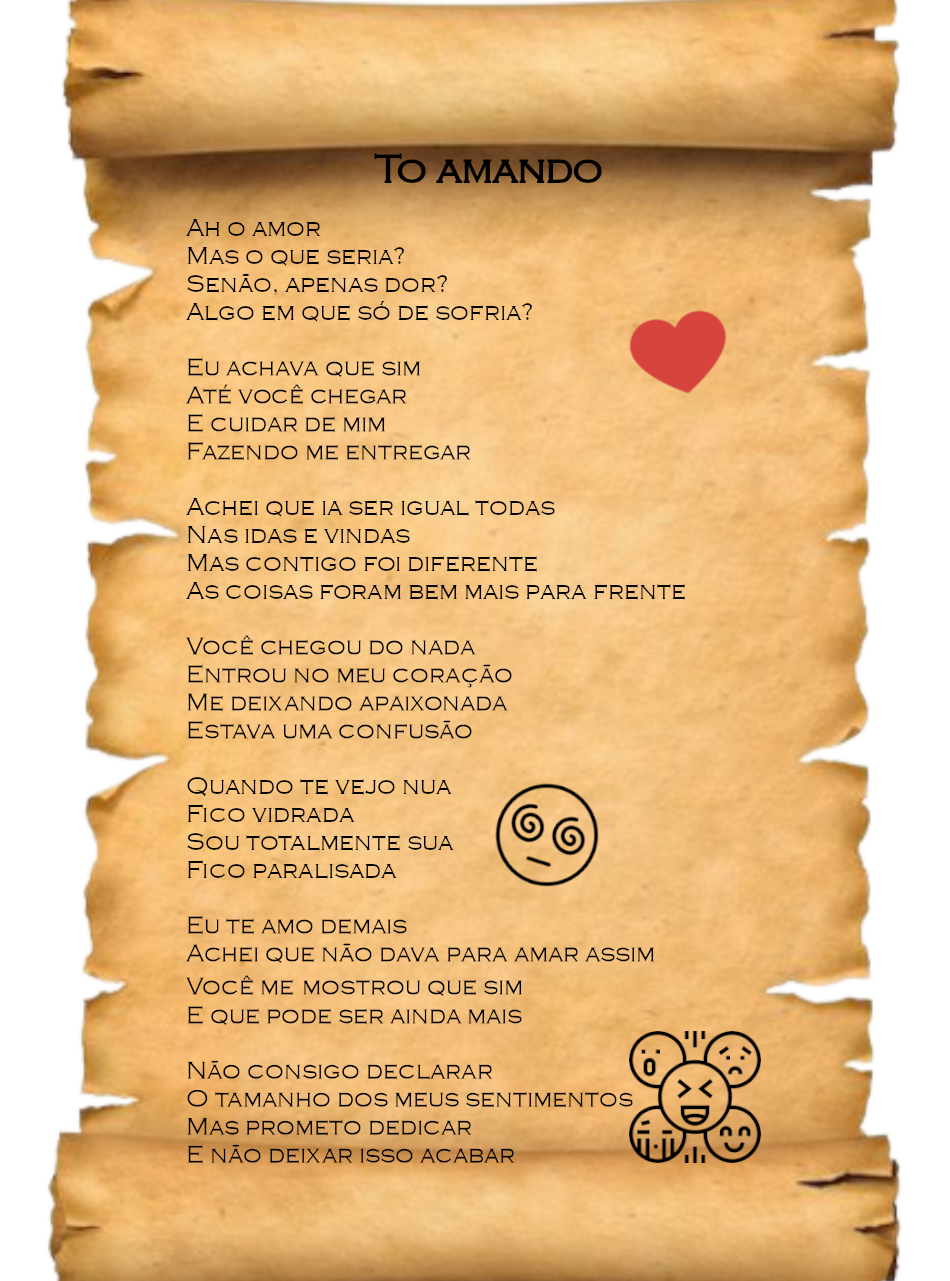 To amando
Ah o amor
Mas o que seria?
Senão, apenas dor?
Algo em que só de sofria?
Eu achava que sim
Até você chegar
E cuidar de mim
Fazendo me entregar
Achei que ia ser igual todas
Nas idas e vindas
Mas contigo foi diferente
As coisas foram bem mais para frente
Você chegou do nada
Entrou no meu coração
Me deixando apaixonada
Estava uma confusão
Quando te vejo nua
Fico vidrada
Sou totalmente sua
Fico paralisada
Eu te amo demais
Achei que não dava para amar assim
Você me mostrou que sim
E que pode ser ainda mais
Não consigo declarar
O tamanho dos meus sentimentos
Mas prometo dedicar
E não deixar isso acabar